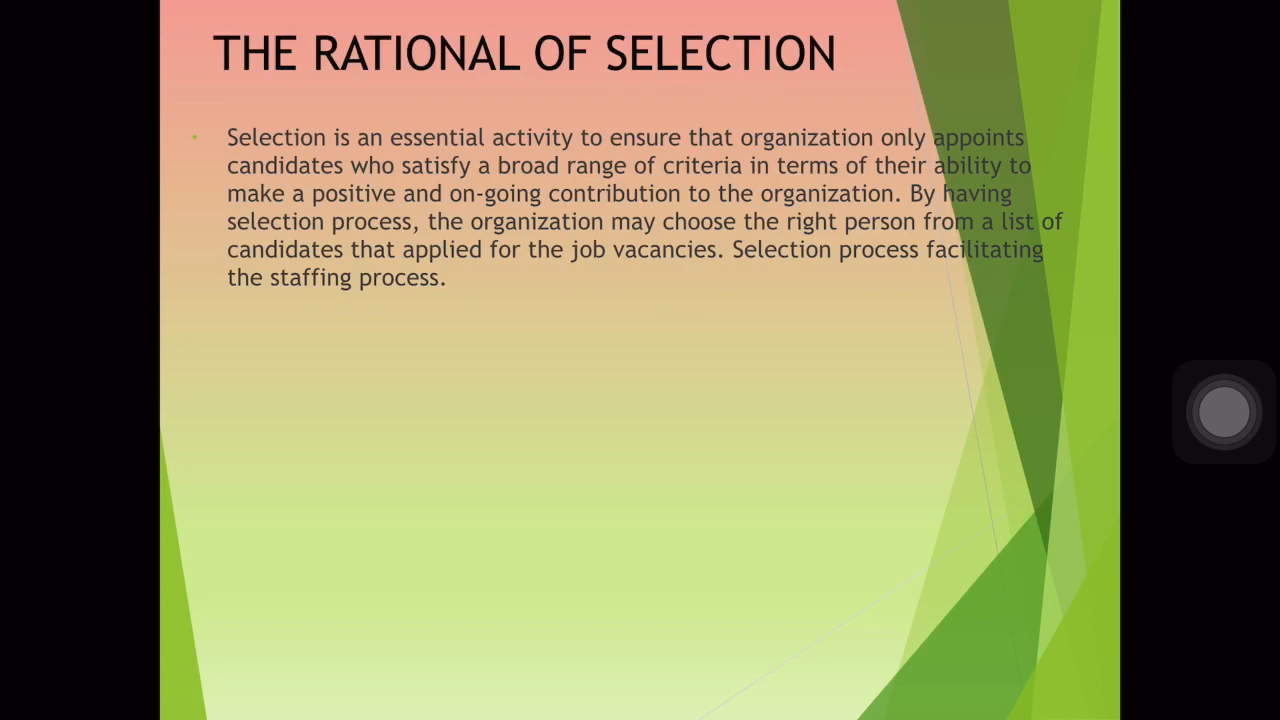 THE RATIONAL OF SELECTION
Selection is an essential activity to ensure that organization only appoints
candidates who satisfy a broad range of criteria in terms of their ability to
make a positive and on-going contribution to the organization. By having
selection process, the organization may choose the right person from a list of
candidates that applied for the job vacancies. Selection process facilitating
the staffing process.